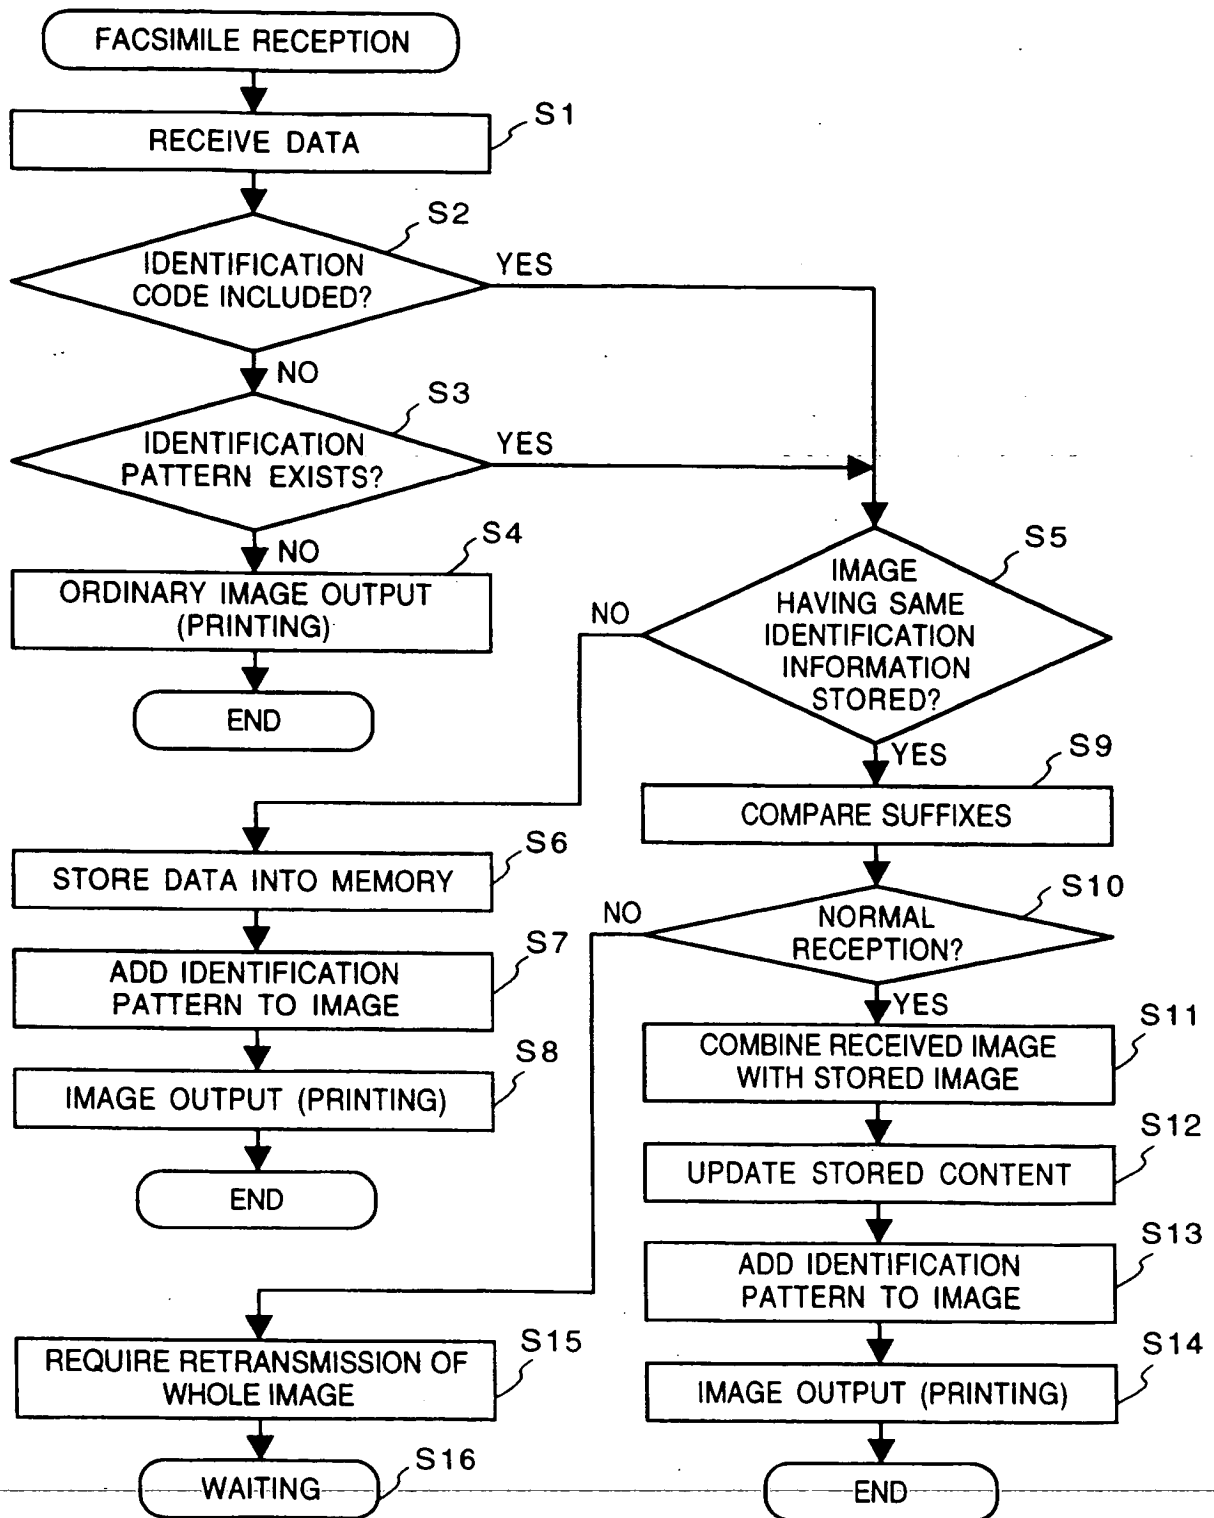 FACSIMILE RECEPTION
S1
RECEIVE DATA
S2
IDENTIFICATION
CODE INCLUDED?
YES
NO
S3
IDENTIFICATION
PATTERN EXISTS?
YES
NO
S4
ORDINARY IMAGE OUTPUT
(PRINTING)
END
S5
IMAGE
HAVING SAME
IDENTIFICATION
INFORMATION
STORED?
NO
YES
S6
STORE DATA INTO MEMORY
S7
ADD IDENTIFICATION
PATTERN TO IMAGE
S8
IMAGE OUTPUT (PRINTING)
END
S9
COMPARE SUFFIXES
S10
NORMAL
RECEPTION?
NO
YES
S11
COMBINE RECEIVED IMAGE
WITH STORED IMAGE
S12
UPDATE STORED CONTENT
S13
ADD IDENTIFICATION
PATTERN TO IMAGE
S14
IMAGE OUTPUT (PRINTING)
END
S15
REQUIRE RETRANSMISSION OF
WHOLE IMAGE
S16
WAITING